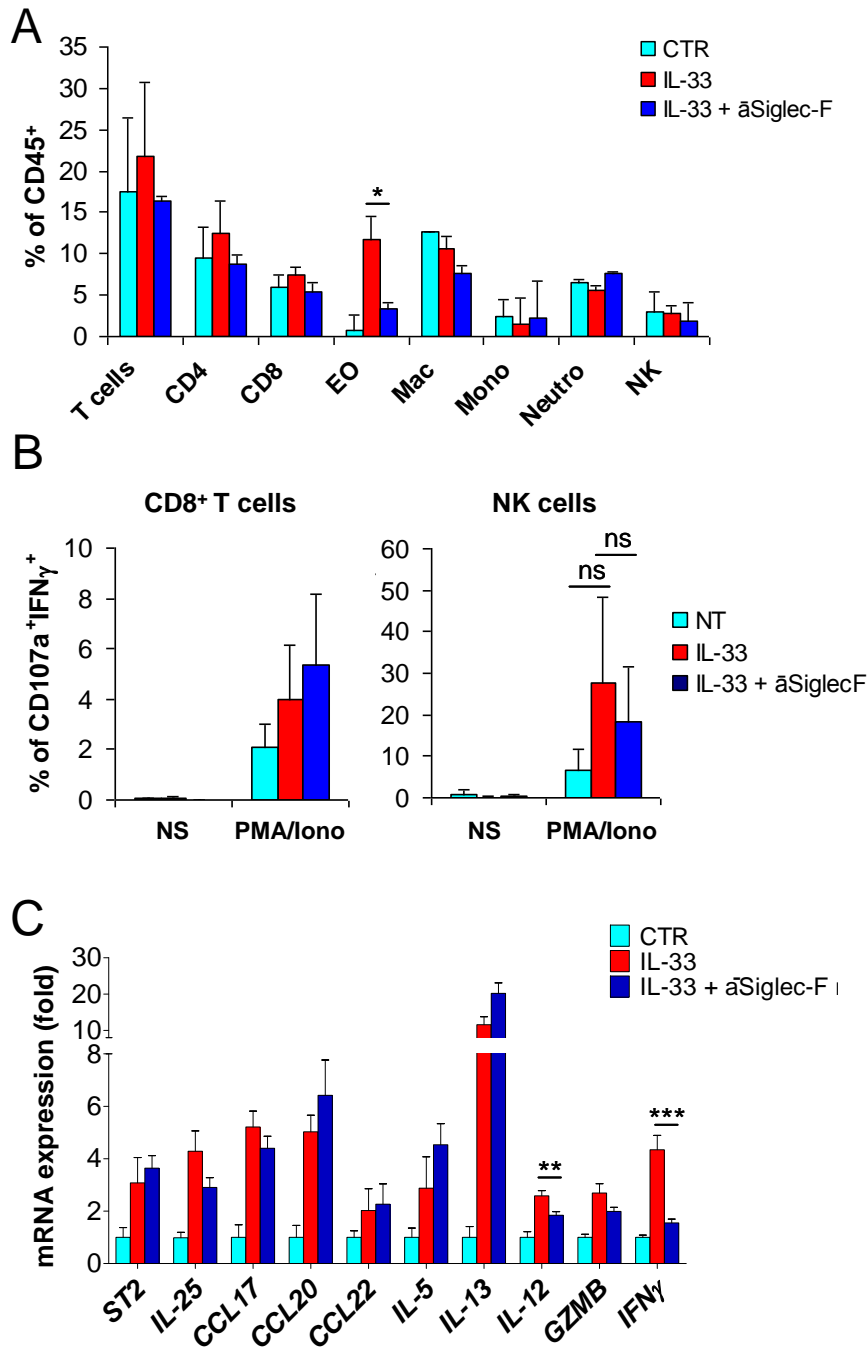 A
35
30
25
20
15
10
5
0
% of CD45⁺
CTR
IL-33
IL-33 + āSiglec-F
*
T cells
CD4
CD8
EO
Mac
Mono
Neutro
NK
B
CD8⁺ T cells
NK cells
% of CD107a⁺IFNγ⁺
10
8
6
4
2
0
NS
PMA/Iono
60
50
40
30
20
10
0
ns
ns
NS
PMA/Iono
NT
IL-33
IL-33 + āSiglecF
C
CTR
IL-33
IL-33 + āSiglec-F
mRNA expression (fold)
30
20
10
8
6
4
2
0
**
***
ST2
IL-25
CCL17
CCL20
CCL22
IL-5
IL-13
IL-12
GZMB
IFNγ